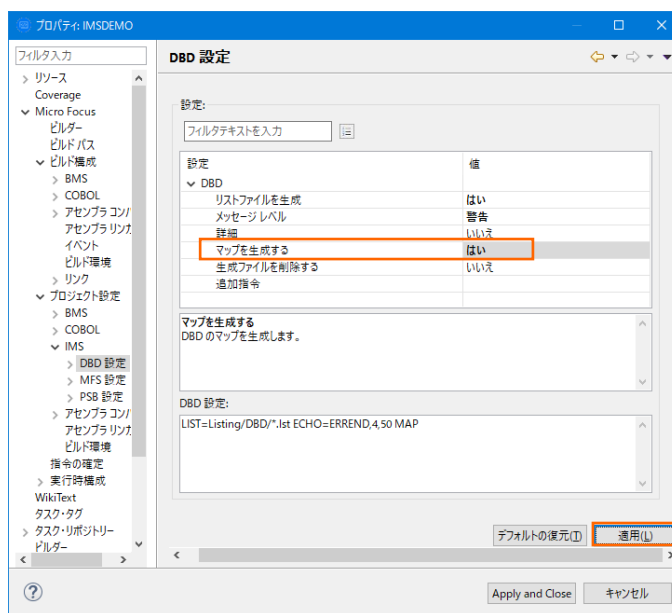 プロパティ: IMSDEMO
フィルタ入力
リソース
Coverage
Micro Focus
ビルダー
ビルド パス
ビルド構成
BMS
COBOL
アセンブラ コンパ
アセンブラ リンカ
イベント
ビルド環境
リンク
プロジェクト設定
BMS
COBOL
IMS
DBD 設定
MFS 設定
PSB 設定
アセンブラ コンパ
アセンブラ リンカ
ビルド環境
指令の確定
実行時構成
WikiText
タスク・タグ
タスク・リポジトリー
ビルダー
DBD 設定
設定:
フィルタテキストを入力
設定 値
DBD
リストファイルを生成 はい
メッセージ レベル 警告
詳細 いいえ
マップを生成する はい
生成ファイルを削除する いいえ
追加指令
マップを生成する
DBD のマップを生成します。
DBD 設定:
LIST=Listing/DBD/*.lst ECHO=ERREND,4,50 MAP
デフォルトの復元(T) 適用(L)
Apply and Close キャンセル